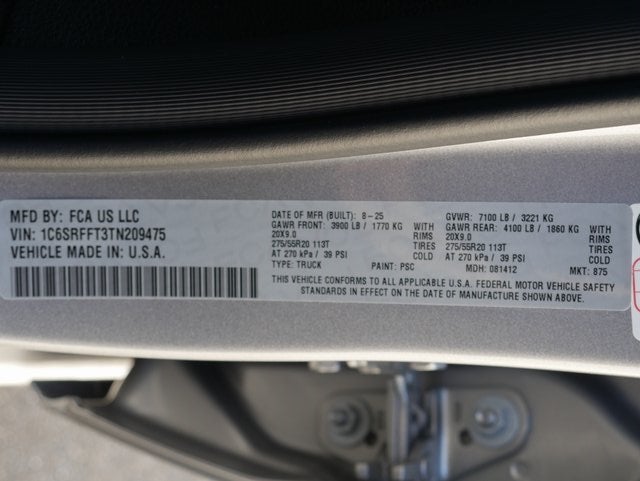 MFD BY: FCA US LLC
VIN: 1C6SRFFT3TN209475
VEHICLE MADE IN: U.S.A.
DATE OF MFR (BUILT): 8-25
GAWR FRONT: 3900 LB / 1770 KG WITH
20X9.0 RIMS
275/55R20 113T TIRES
AT 270 kPa / 39 PSI COLD
TYPE: TRUCK PAINT: PSC
GVWR: 7100 LB / 3221 KG
GAWR REAR: 4100 LB / 1860 KG WITH
20X9.0 RIMS
275/55R20 113T TIRES
AT 270 kPa / 39 PSI COLD
MDH: 081412 MKT: 875
THIS VEHICLE CONFORMS TO ALL APPLICABLE U.S.A. FEDERAL MOTOR VEHICLE SAFETY
STANDARDS IN EFFECT ON THE DATE OF MANUFACTURE SHOWN ABOVE.